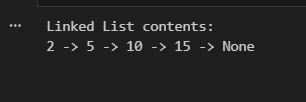 Linked List contents:
2 -> 5 -> 10 -> 15 -> None